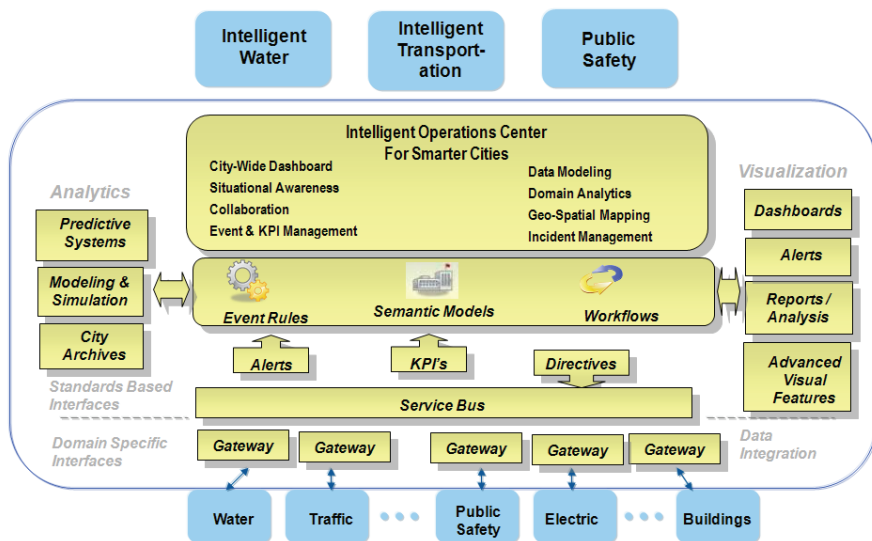 Intelligent
Water
Intelligent
Transport-
ation
Public
Safety
Intelligent Operations Center
For Smarter Cities
City-Wide Dashboard
Situational Awareness
Collaboration
Event & KPI Management
Data Modeling
Domain Analytics
Geo-Spatial Mapping
Incident Management
Analytics
Predictive
Systems
Modeling &
Simulation
City
Archives
Visualization
Dashboards
Alerts
Reports /
Analysis
Advanced
Visual
Features
Event Rules
Semantic Models
Workflows
Alerts
KPI's
Directives
Standards Based
Interfaces
Service Bus
Domain Specific
Interfaces
Gateway
Gateway
Gateway
Gateway
Gateway
Data
Integration
Water
Traffic
Public
Safety
Electric
Buildings